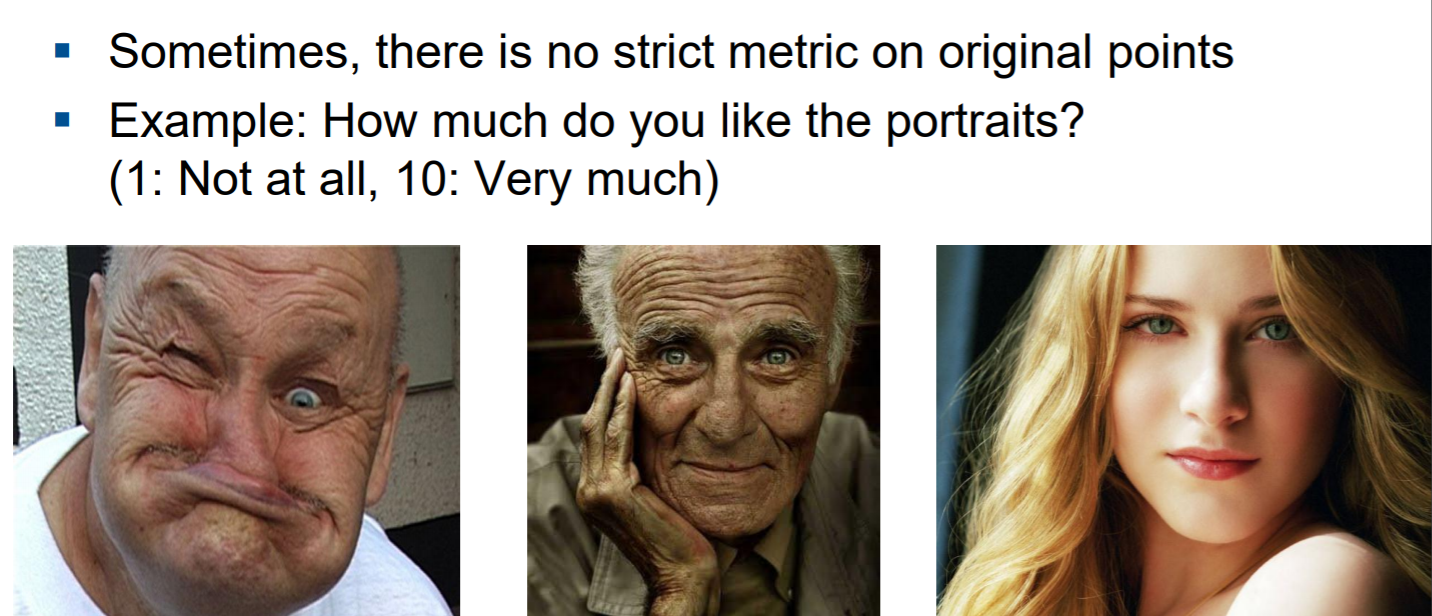 Sometimes, there is no strict metric on original points
Example: How much do you like the portraits?
(1: Not at all, 10: Very much)